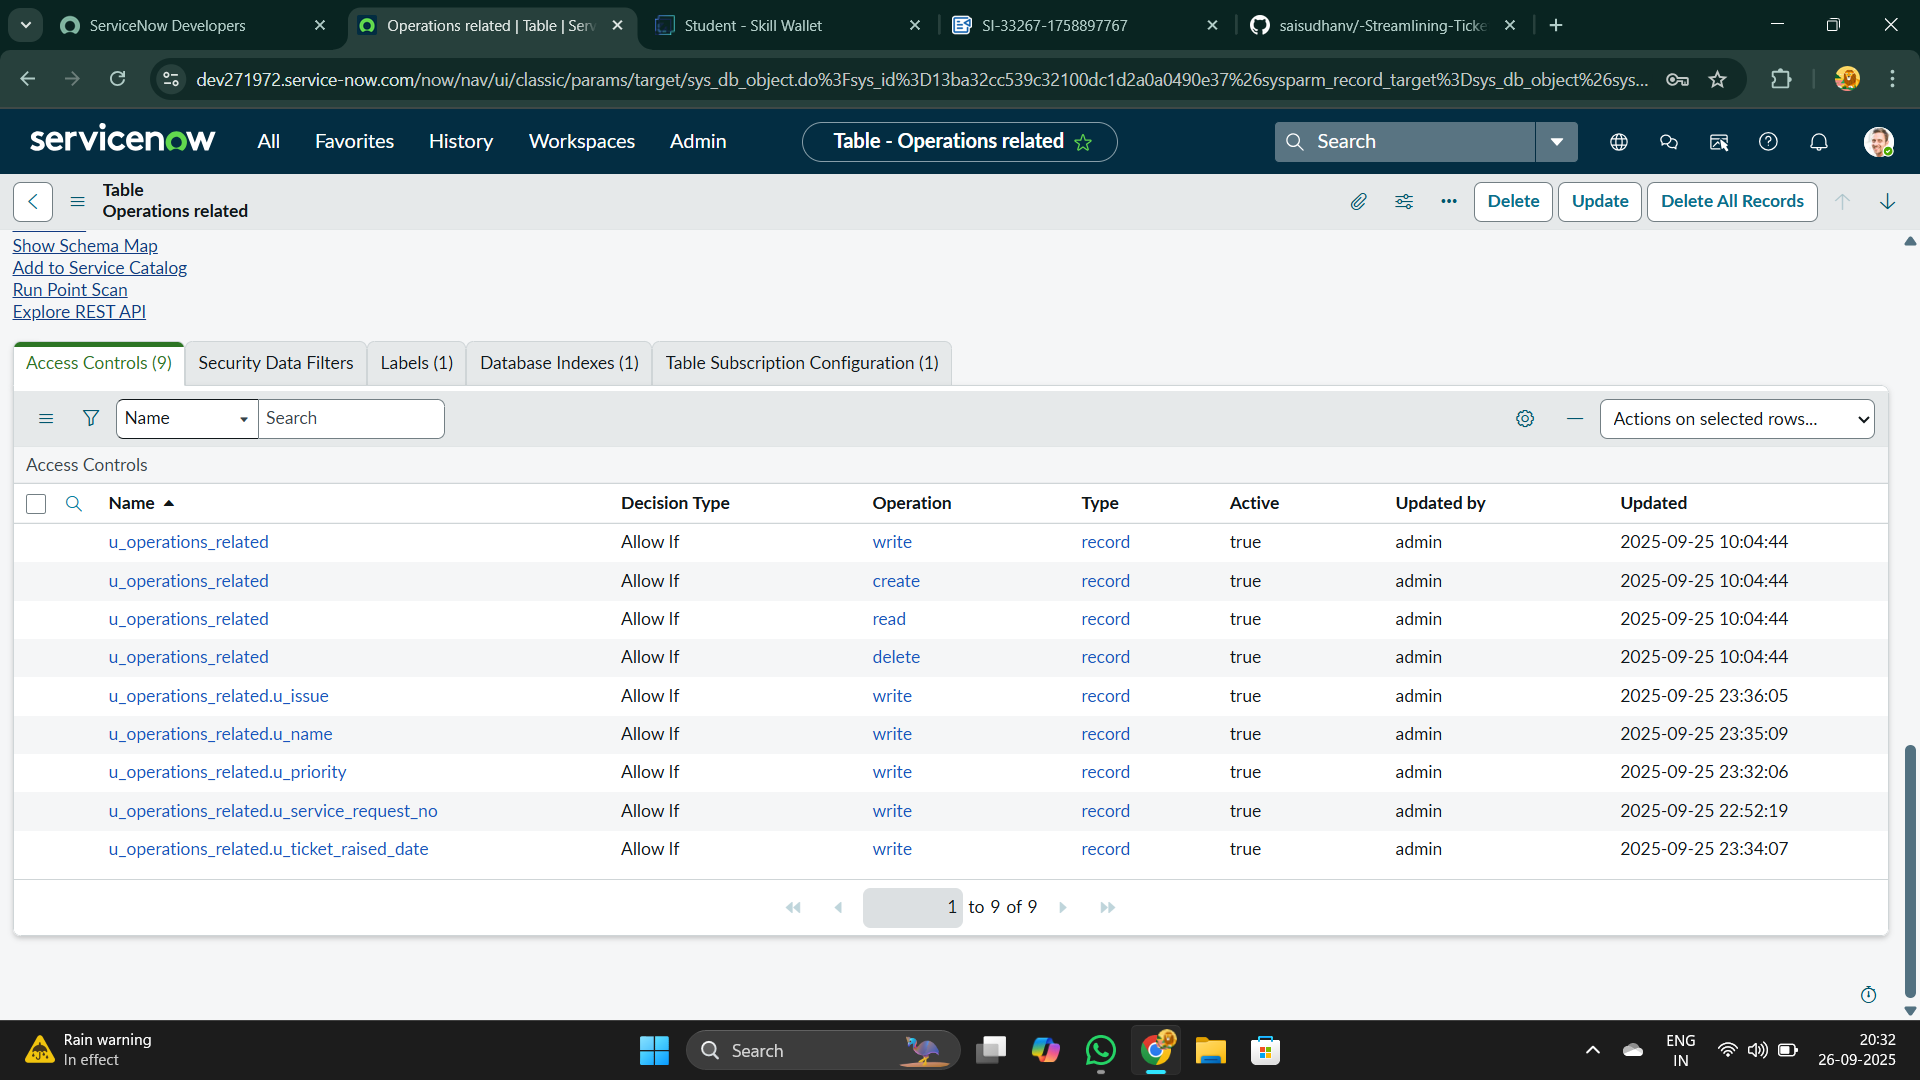 ServiceNow Developers
Operations related | Table | Serv
Student - Skill Wallet
SI-33267-1758897767
saisudhanv/-Streamlining-Ticke
dev271972.service-now.com/now/nav/ui/classic/params/target/sys_db_object.do%3Fsys_id%3D13ba32cc539c32100dc1d2a0a0490e37%26sysparm_record_target%3Dsys_db_object%26sys...
servicenow
All
Favorites
History
Workspaces
Admin
Table - Operations related
Search
Table
Operations related
Delete
Update
Delete All Records
Show Schema Map
Add to Service Catalog
Run Point Scan
Explore REST API
Access Controls (9)
Security Data Filters
Labels (1)
Database Indexes (1)
Table Subscription Configuration (1)
Name
Search
Actions on selected rows...
Access Controls
Name Decision Type Operation Type Active Updated by Updated
u_operations_related Allow If write record true admin 2025-09-25 10:04:44
u_operations_related Allow If create record true admin 2025-09-25 10:04:44
u_operations_related Allow If read record true admin 2025-09-25 10:04:44
u_operations_related Allow If delete record true admin 2025-09-25 10:04:44
u_operations_related.u_issue Allow If write record true admin 2025-09-25 23:36:05
u_operations_related.u_name Allow If write record true admin 2025-09-25 23:35:09
u_operations_related.u_priority Allow If write record true admin 2025-09-25 23:32:06
u_operations_related.u_service_request_no Allow If write record true admin 2025-09-25 22:52:19
u_operations_related.u_ticket_raised_date Allow If write record true admin 2025-09-25 23:34:07
1 to 9 of 9
Rain warning
In effect
Search
ENG
IN
20:32
26-09-2025